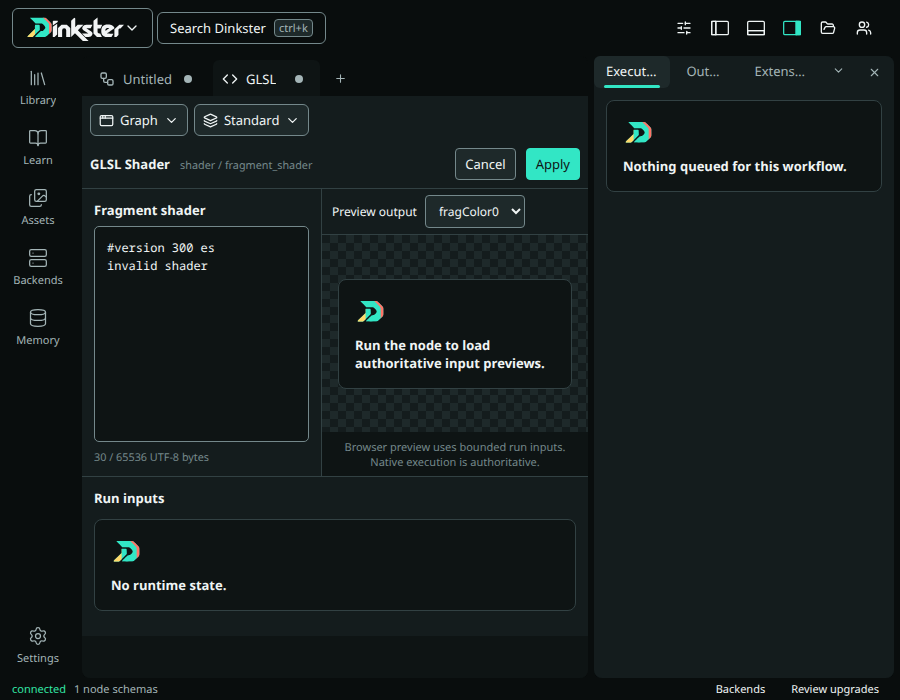 Dinkster
Search Dinkster ctrl+k
Library
Learn
Assets
Backends
Memory
Settings
Untitled
GLSL
Graph
Standard
GLSL Shader shader / fragment_shader
Cancel
Apply
Fragment shader
#version 300 es
invalid shader
30 / 65536 UTF-8 bytes
Preview output fragColor0
Run the node to load
authoritative input previews.
Browser preview uses bounded run inputs.
Native execution is authoritative.
Run inputs
No runtime state.
Execut...
Out...
Extens...
Nothing queued for this workflow.
connected 1 node schemas
Backends
Review upgrades